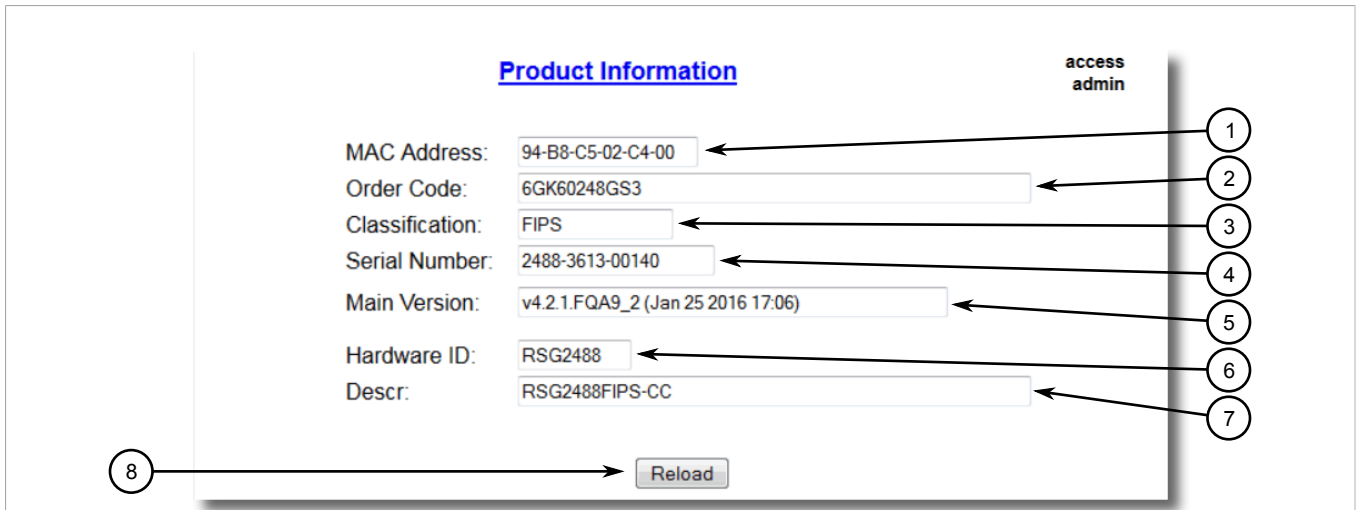 Product Information
access
admin
MAC Address: 94-B8-C5-02-C4-00 1
Order Code: 6GK60248GS3 2
Classification: FIPS 3
Serial Number: 2488-3613-00140 4
Main Version: v4.2.1.FQA9_2 (Jan 25 2016 17:06) 5
Hardware ID: RSG2488 6
Descr: RSG2488FIPS-CC 7
8 Reload